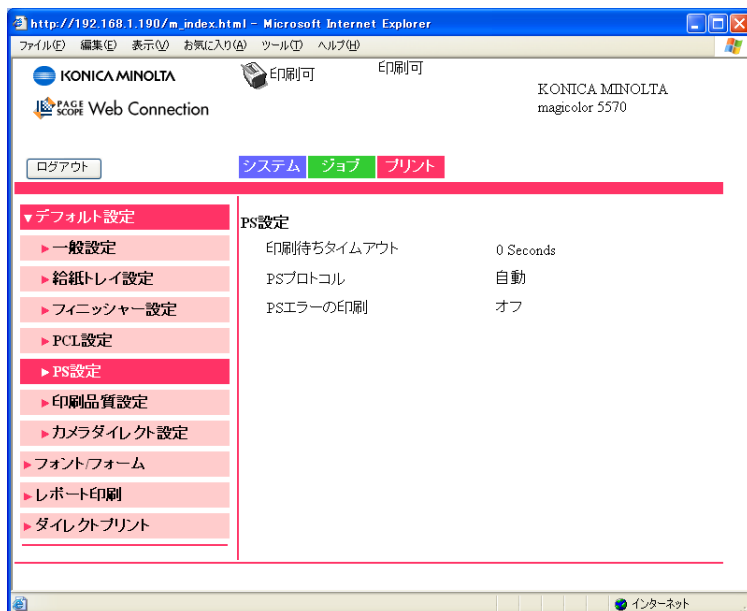 http://192.168.1.190/m_index.html - Microsoft Internet Explorer
ファイル(F) 編集(E) 表示(V) お気に入り(A) ツール(T) ヘルプ(H)
KONICA MINOLTA
印刷可
印刷可
PAGE SCOPE Web Connection
KONICA MINOLTA
magicolor 5570
ログアウト
システム ジョブ プリント
▼デフォルト設定
▶一般設定
▶給紙トレイ設定
▶フィニッシャー設定
▶PCL設定
▶PS設定
▶印刷品質設定
▶カメラダイレクト設定
▶フォント/フォーム
▶レポート印刷
▶ダイレクトプリント
PS設定
印刷待ちタイムアウト 0 Seconds
PSプロトコル 自動
PSエラーの印刷 オフ
インターネット